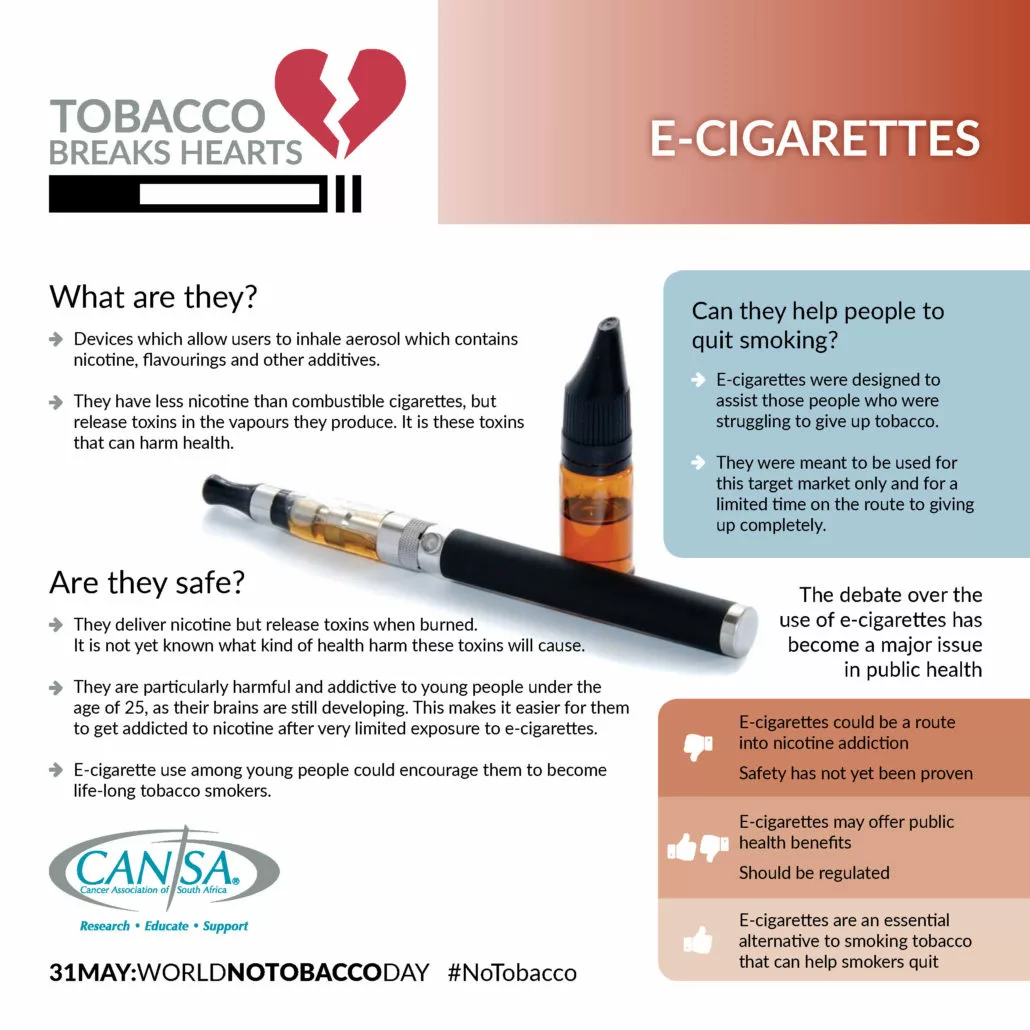 TOBACCO
BREAKS HEARTS
E-CIGARETTES
What are they?
Devices which allow users to inhale aerosol which contains
nicotine, flavourings and other additives.
They have less nicotine than combustible cigarettes, but
release toxins in the vapours they produce. It is these toxins
that can harm health.
Can they help people to
quit smoking?
E-cigarettes were designed to
assist those people who were
struggling to give up tobacco.
They were meant to be used for
this target market only and for a
limited time on the route to giving
up completely.
Are they safe?
They deliver nicotine but release toxins when burned.
It is not yet known what kind of health harm these toxins will cause.
They are particularly harmful and addictive to young people under the
age of 25, as their brains are still developing. This makes it easier for them
to get addicted to nicotine after very limited exposure to e-cigarettes.
E-cigarette use among young people could encourage them to become
life-long tobacco smokers.
The debate over the
use of e-cigarettes has
become a major issue
in public health
E-cigarettes could be a route
into nicotine addiction
Safety has not yet been proven
E-cigarettes may offer public
health benefits
Should be regulated
E-cigarettes are an essential
alternative to smoking tobacco
that can help smokers quit
CANSA®
Cancer Association of South Africa
Research • Educate • Support
31MAY:WORLDNOTOBACCODAY #NoTobacco